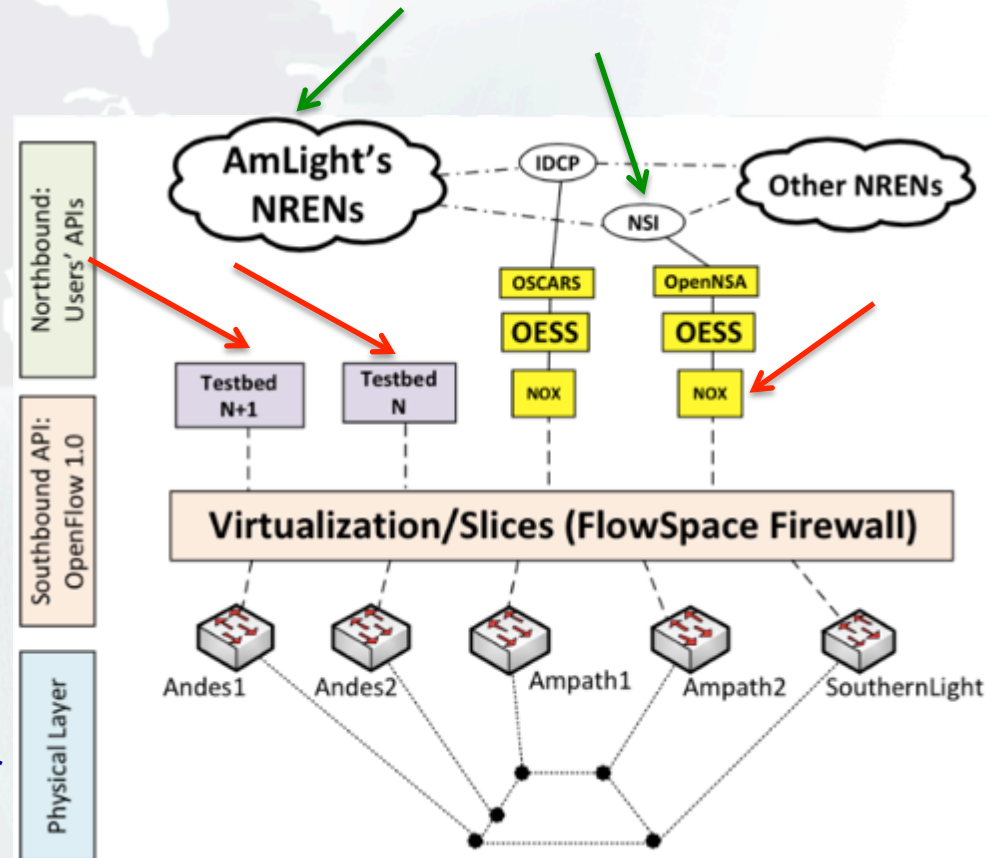 Northbound:
Users' APIs
Southbound API:
OpenFlow 1.0
Physical Layer
AmLight's
NRENs
IDCP
NSI
Other NRENs
OSCARS
OpenNSA
OESS
OESS
NOX
NOX
Testbed
N+1
Testbed
N
Virtualization/Slices (FlowSpace Firewall)
Andes1
Andes2
Ampath1
Ampath2
SouthernLight